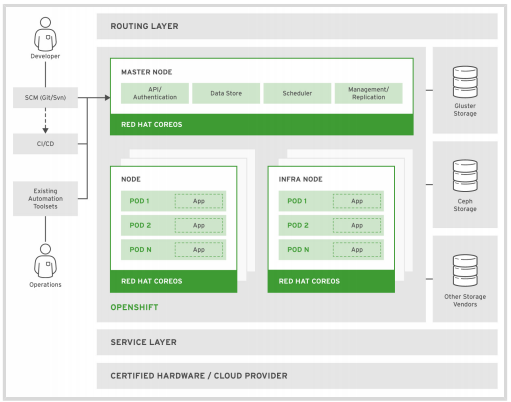 ROUTING LAYER
Developer
SCM (Git/Svn)
CI/CD
Existing
Automation
Toolsets
Operations
MASTER NODE
API/
Authentication
Data Store
Scheduler
Management/
Replication
RED HAT COREOS
NODE
POD 1
App
POD 2
App
POD N
App
RED HAT COREOS
INFRA NODE
POD 1
App
POD 2
App
POD N
App
RED HAT COREOS
OPENSHIFT
Gluster
Storage
Ceph
Storage
Other Storage
Vendors
SERVICE LAYER
CERTIFIED HARDWARE / CLOUD PROVIDER